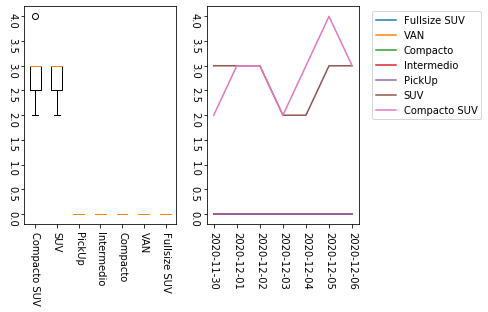 4.0
3.5
3.0
2.5
2.0
1.5
1.0
0.5
0.0
Compacto SUV
SUV
PickUp
Intermedio
Compacto
VAN
Fullsize SUV
4.0
3.5
3.0
2.5
2.0
1.5
1.0
0.5
0.0
2020-11-30
2020-12-01
2020-12-02
2020-12-03
2020-12-04
2020-12-05
2020-12-06
Fullsize SUV
VAN
Compacto
Intermedio
PickUp
SUV
Compacto SUV